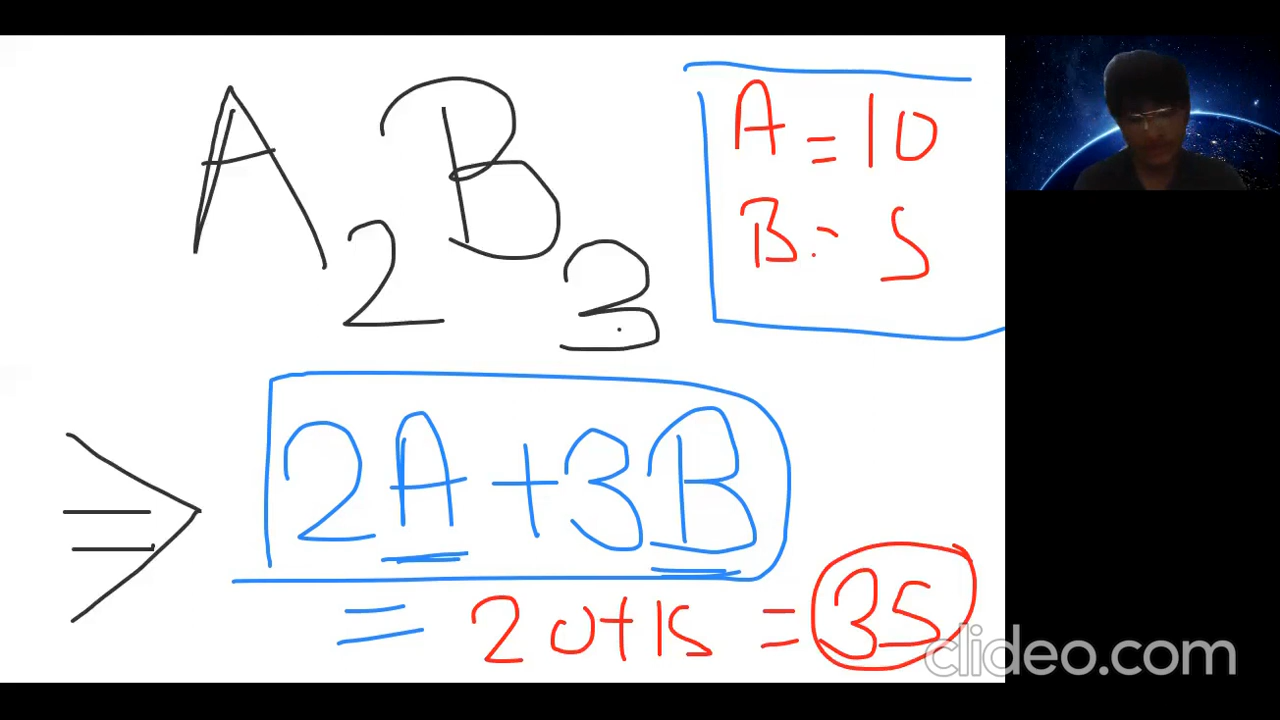 A₂B₃
A = 10
B = 5
⇒ 2A + 3B
= 20 + 15 = 35
clideo.com